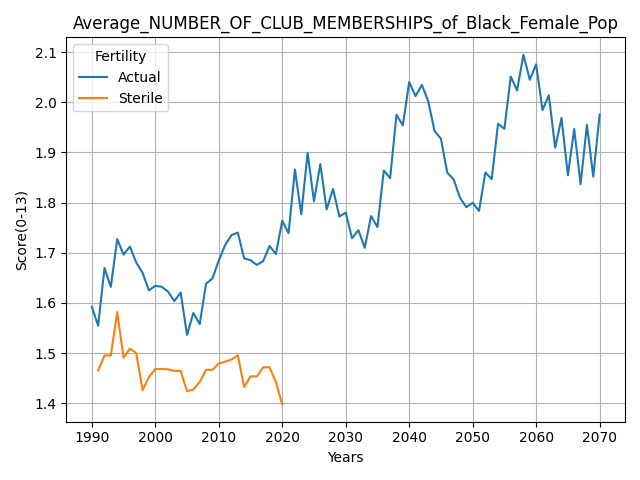 Average_NUMBER_OF_CLUB_MEMBERSHIPS_of_Black_Female_Pop
Fertility
Actual
Sterile
Score(0-13)
2.1
2.0
1.9
1.8
1.7
1.6
1.5
1.4
1990 2000 2010 2020 2030 2040 2050 2060 2070
Years